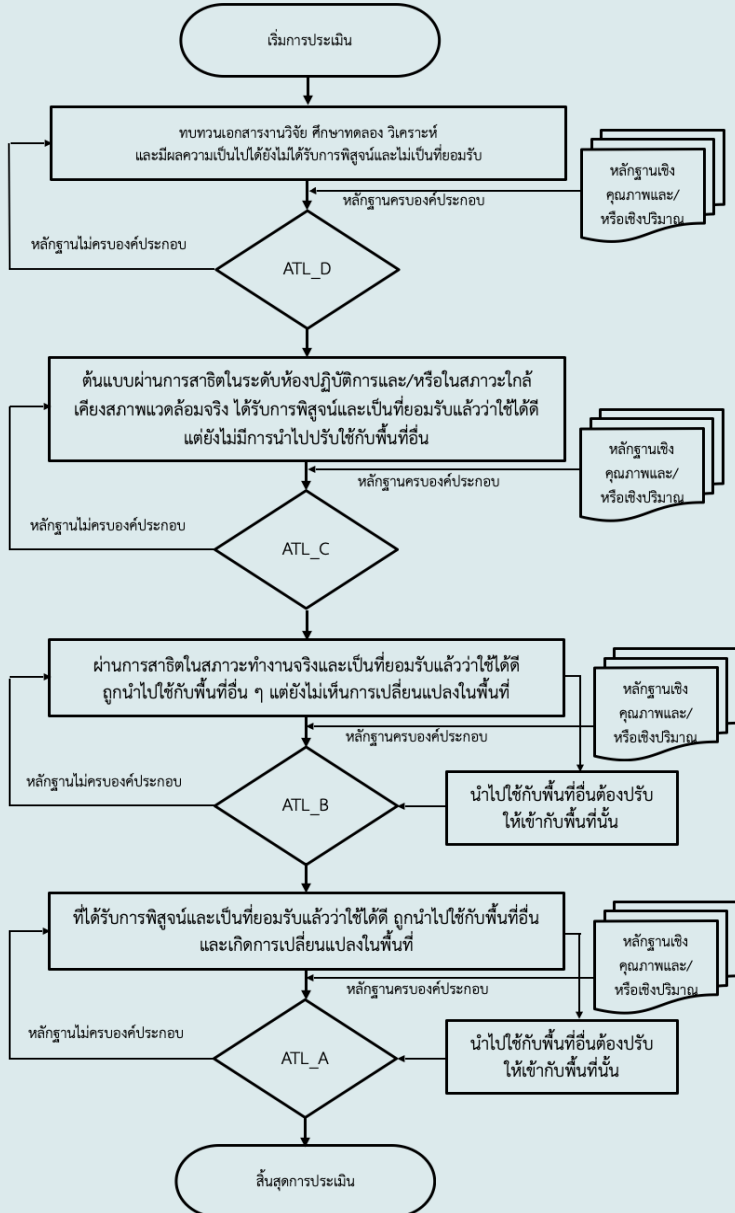 เริ่มการประเมิน
ทบทวนเอกสารงานวิจัย ศึกษาทดลอง วิเคราะห์
และมีผลความเป็นไปได้ยังไม่ได้รับการพิสูจน์และไม่เป็นที่ยอมรับ
หลักฐานเชิง
คุณภาพและ/
หรือเชิงปริมาณ
หลักฐานครบองค์ประกอบ
หลักฐานไม่ครบองค์ประกอบ
ATL_D
ต้นแบบผ่านการสาธิตในระดับห้องปฏิบัติการและ/หรือในสภาวะใกล้
เคียงสภาพแวดล้อมจริง ได้รับการพิสูจน์และเป็นที่ยอมรับแล้วว่าใช้ได้ดี
แต่ยังไม่มีการนำไปปรับใช้กับพื้นที่อื่น
หลักฐานเชิง
คุณภาพและ/
หรือเชิงปริมาณ
หลักฐานครบองค์ประกอบ
หลักฐานไม่ครบองค์ประกอบ
ATL_C
ผ่านการสาธิตในสภาวะทำงานจริงและเป็นที่ยอมรับแล้วว่าใช้ได้ดี
ถูกนำไปใช้กับพื้นที่อื่น ๆ แต่ยังไม่เห็นการเปลี่ยนแปลงในพื้นที่
หลักฐานเชิง
คุณภาพและ/
หรือเชิงปริมาณ
หลักฐานครบองค์ประกอบ
หลักฐานไม่ครบองค์ประกอบ
ATL_B
นำไปใช้กับพื้นที่อื่นต้องปรับ
ให้เข้ากับพื้นที่นั้น
ที่ได้รับการพิสูจน์และเป็นที่ยอมรับแล้วว่าใช้ได้ดี ถูกนำไปใช้กับพื้นที่อื่น
และเกิดการเปลี่ยนแปลงในพื้นที่
หลักฐานเชิง
คุณภาพและ/
หรือเชิงปริมาณ
หลักฐานครบองค์ประกอบ
หลักฐานไม่ครบองค์ประกอบ
ATL_A
นำไปใช้กับพื้นที่อื่นต้องปรับ
ให้เข้ากับพื้นที่นั้น
สิ้นสุดการประเมิน